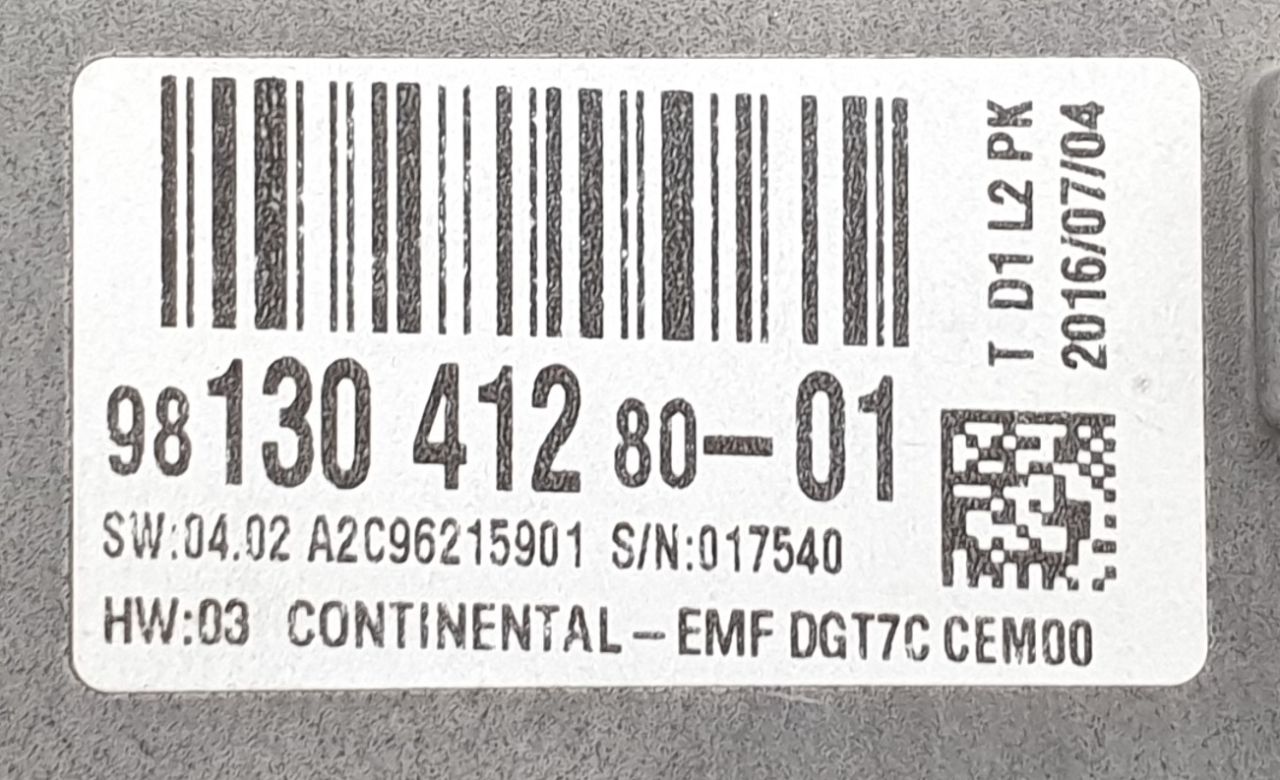 98 130 412 80-01
SW:04.02 A2C96215901 S/N:017540
HW:03 CONTINENTAL-EMF DGT7C CEM00
T D1 L2 PK
2016/07/04